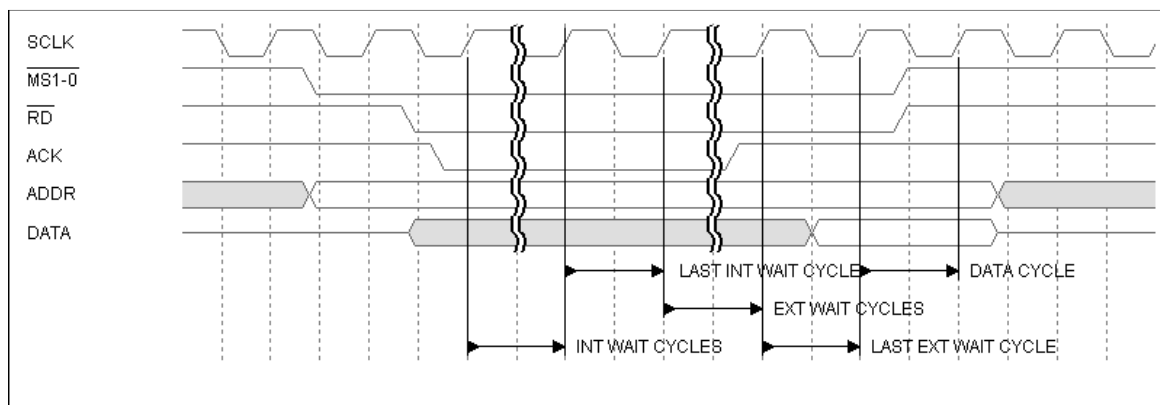 SCLK
MS1-0
RD
ACK
ADDR
DATA
LAST INT WAIT CYCLE
DATA CYCLE
EXT WAIT CYCLES
INT WAIT CYCLES
LAST EXT WAIT CYCLE